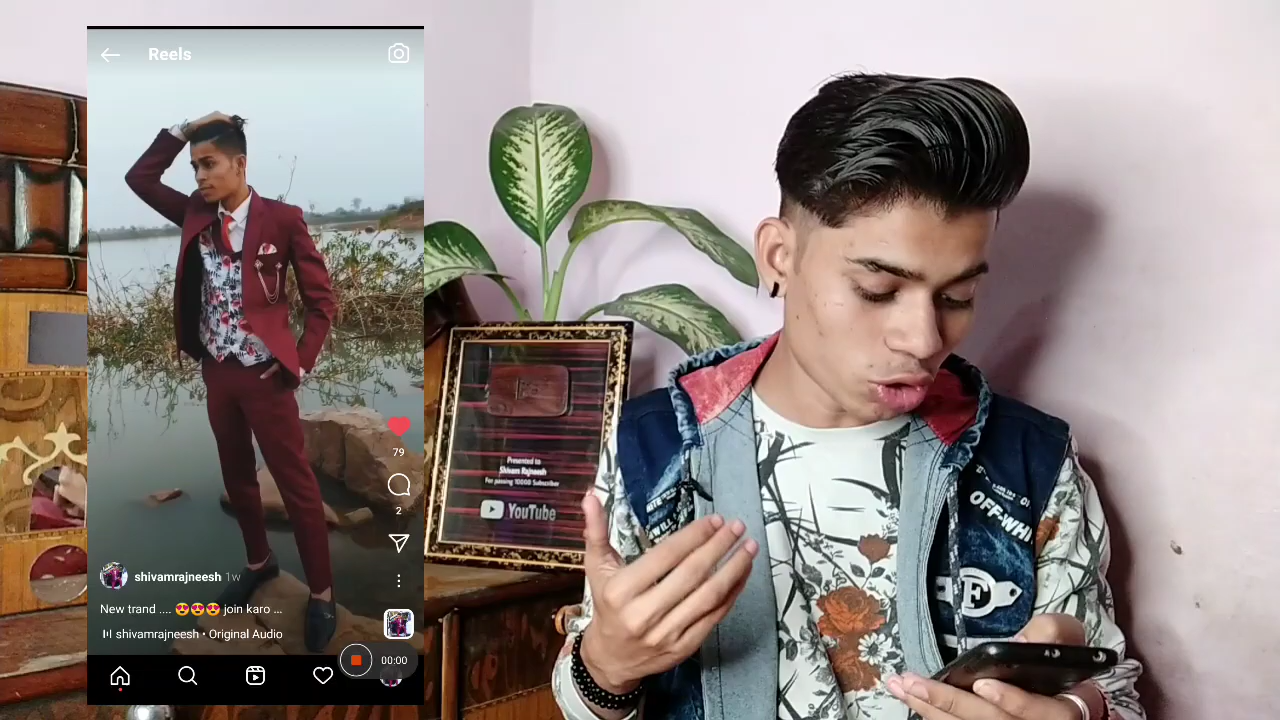 Reels
79
2
shivamrajneesh 1w
New trand .... 😍😍😍 join karo ...
shivamrajneesh • Original Audio
00:00
Presented to
Shivam Rajneesh
For passing 10000 Subscriber
YouTube
OFF-WHI
F